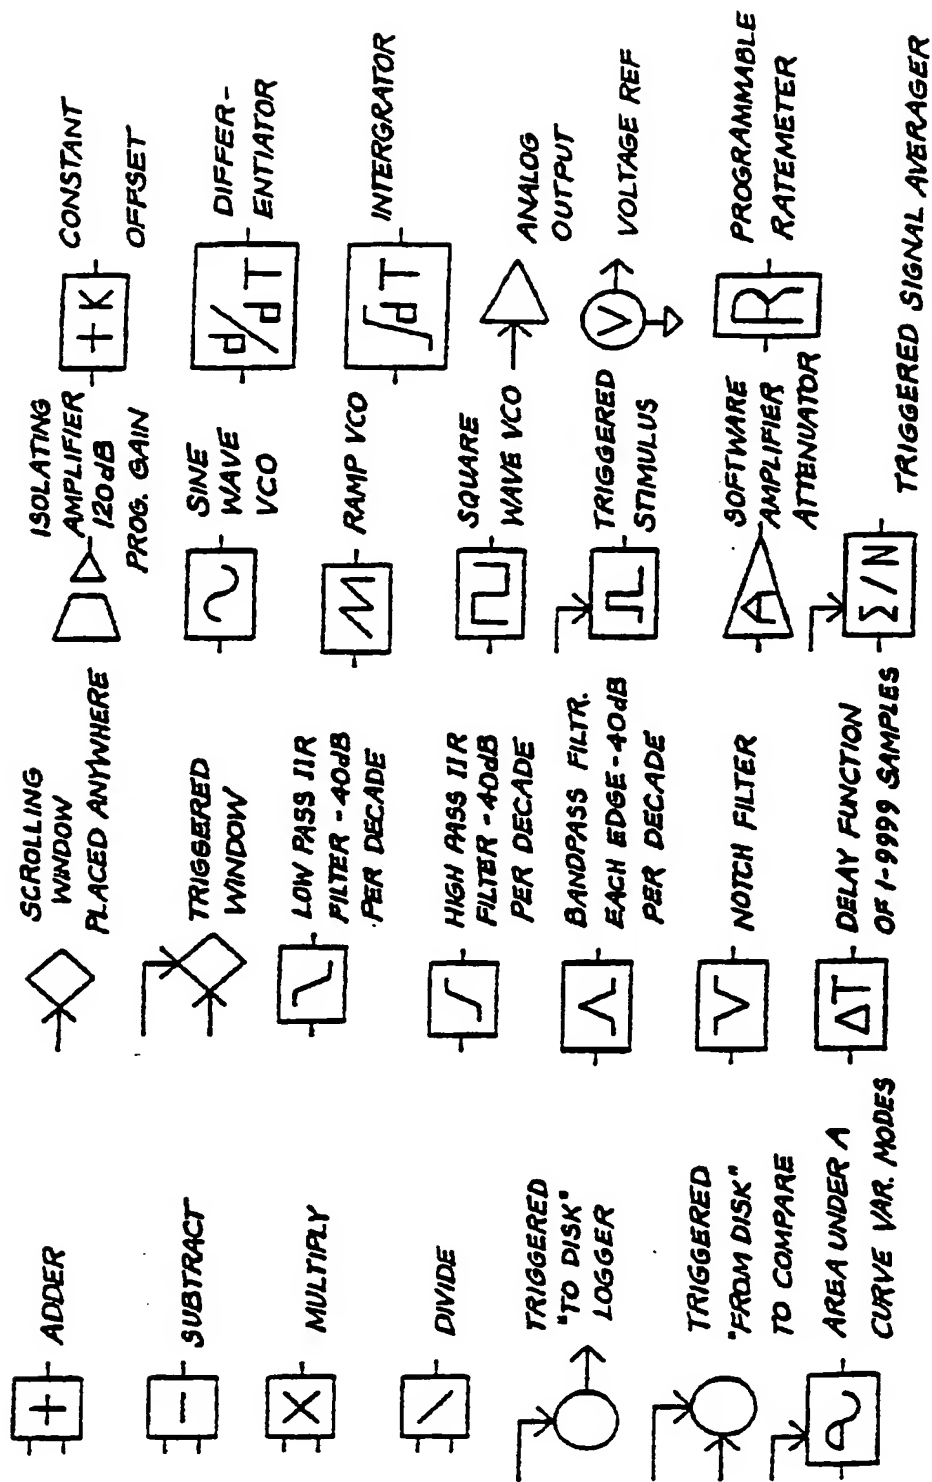 + ADDER
− SUBTRACT
X MULTIPLY
\ DIVIDE
TRIGGERED
"TO DISK"
LOGGER
TRIGGERED
"FROM DISK"
TO COMPARE
AREA UNDER A
CURVE VAR. MODES
SCROLLING
WINDOW
PLACED ANYWHERE
TRIGGERED
WINDOW
LOW PASS IIR
FILTER - 40dB
PER DECADE
HIGH PASS IIR
FILTER - 40dB
PER DECADE
BANDPASS FILTR.
EACH EDGE - 40dB
PER DECADE
NOTCH FILTER
ΔT DELAY FUNCTION
OF 1-9999 SAMPLES
ISOLATING
AMPLIFIER
120dB
PROG. GAIN
SINE
WAVE
VCO
RAMP VCO
SQUARE
WAVE VCO
TRIGGERED
STIMULUS
A SOFTWARE
AMPLIFIER
ATTENUATOR
Σ/N TRIGGERED SIGNAL AVERAGER
+K CONSTANT
OFFSET
d/dT DIFFER-
ENTIATOR
∫dT INTERGRATOR
ANALOG
OUTPUT
V VOLTAGE REF
R PROGRAMMABLE
RATEMETER